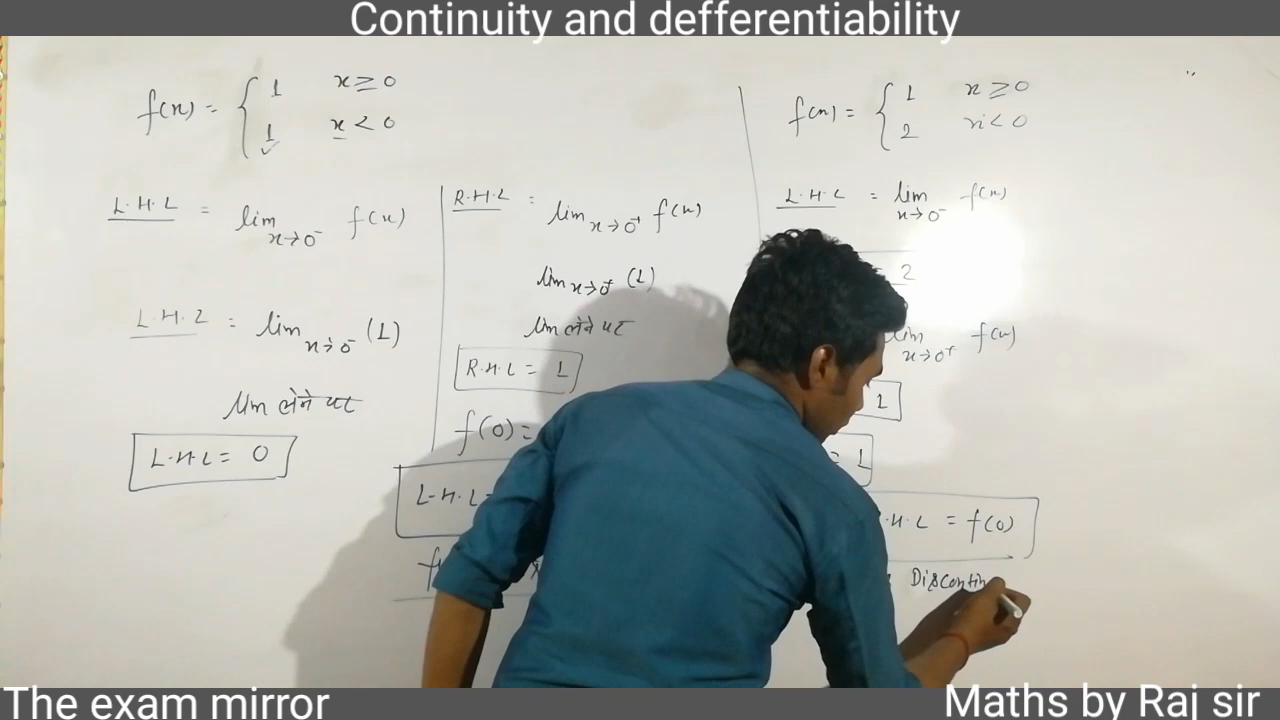 Continuity and defferentiability
f(x) = { 1 x ≥ 0
1 x < 0
L.H.L = lim x→0⁻ f(x)
L.H.L = lim x→0⁻ (1)
lim लेने पर
L.H.L = 0
R.H.L = lim x→0⁺ f(x)
lim x→0⁺ (1)
lim लेने पर
R.H.L = 1
f(0) =
L.H.L =
f(x) = { 1 x ≥ 0
2 x < 0
L.H.L = lim x→0⁻ f(x)
2
lim x→0⁺ f(x)
1
= 1
.H.L = f(0)
Discontin
The exam mirror
Maths by Raj sir